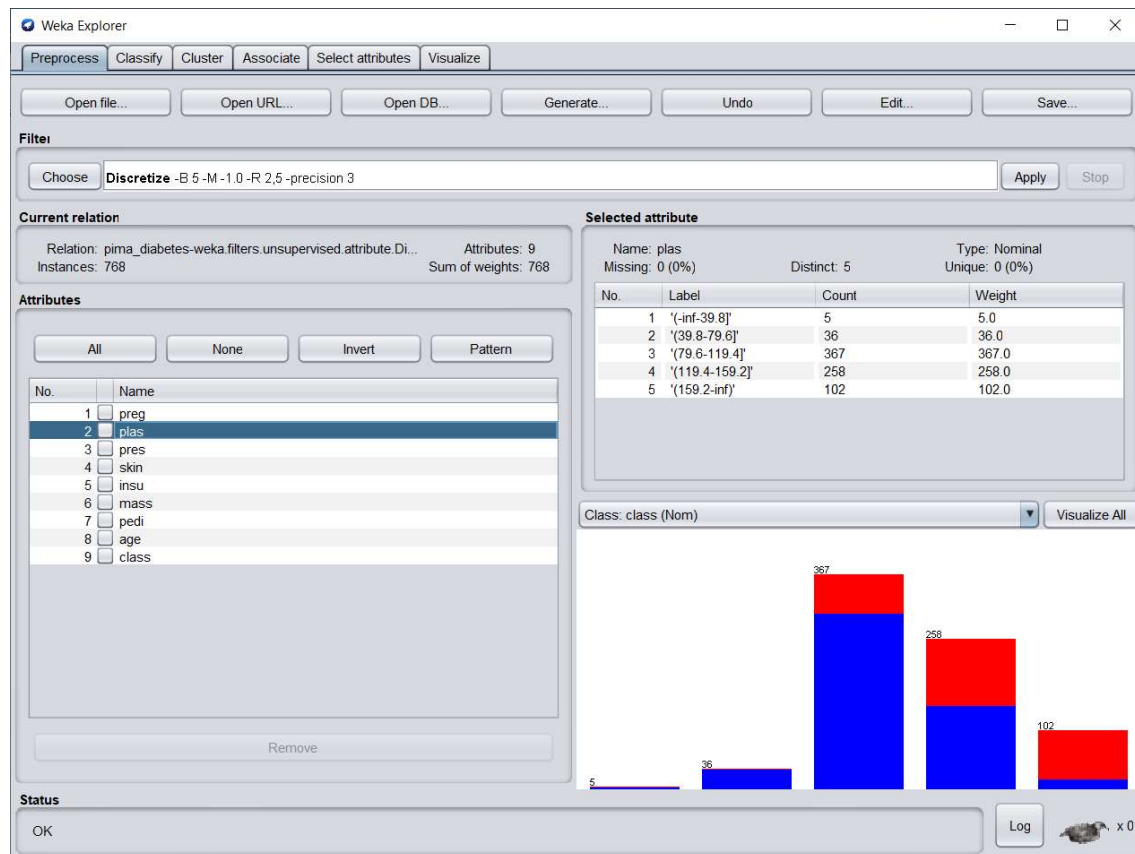 Weka Explorer
Preprocess Classify Cluster Associate Select attributes Visualize
Open file... Open URL... Open DB... Generate... Undo Edit... Save...
Filter
Choose Discretize -B 5 -M -1.0 -R 2,5 -precision 3 Apply Stop
Current relation
Relation: pima_diabetes-weka.filters.unsupervised.attribute.Di... Attributes: 9
Instances: 768 Sum of weights: 768
Attributes
All None Invert Pattern
No. Name
1 preg
2 plas
3 pres
4 skin
5 insu
6 mass
7 pedi
8 age
9 class
Remove
Selected attribute
Name: plas Type: Nominal
Missing: 0 (0%) Distinct: 5 Unique: 0 (0%)
No. Label Count Weight
1 '(-inf-39.8]' 5 5.0
2 '(39.8-79.6]' 36 36.0
3 '(79.6-119.4]' 367 367.0
4 '(119.4-159.2]' 258 258.0
5 '(159.2-inf)' 102 102.0
Class: class (Nom) Visualize All
367
258
102
36
5
Status
OK Log x 0